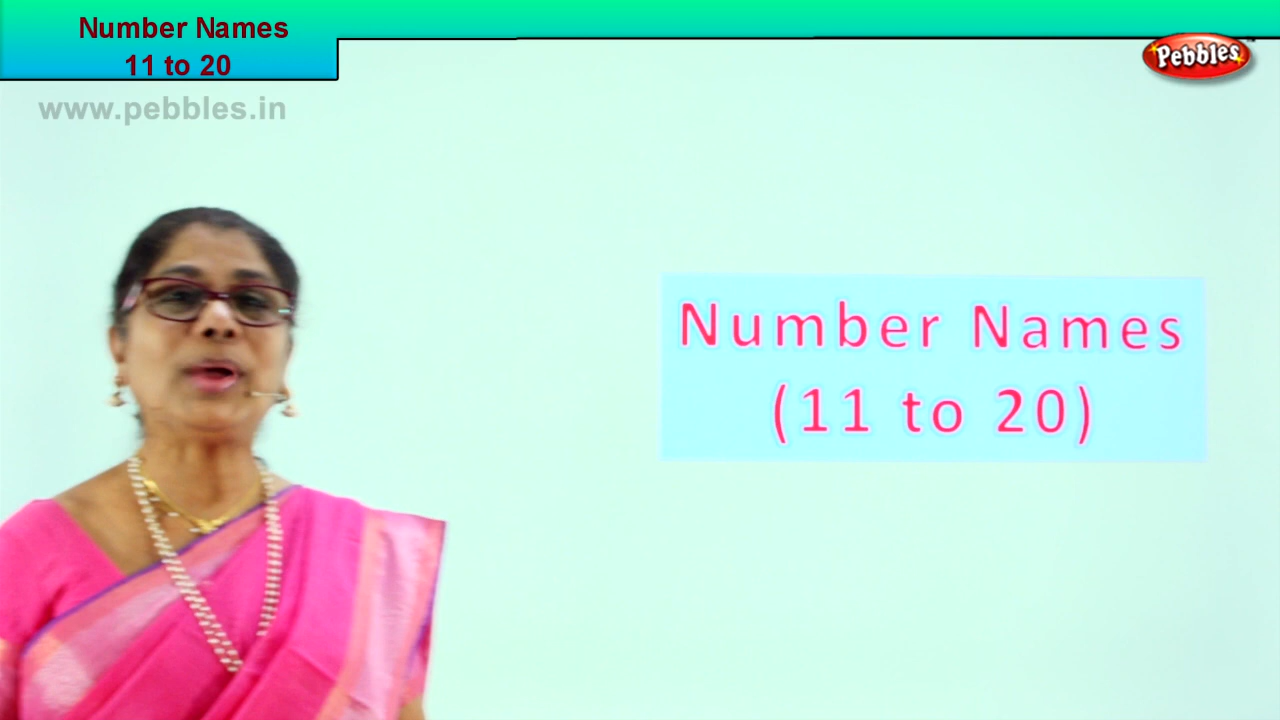 Number Names
11 to 20
Pebbles
www.pebbles.in
Number Names
(11 to 20)